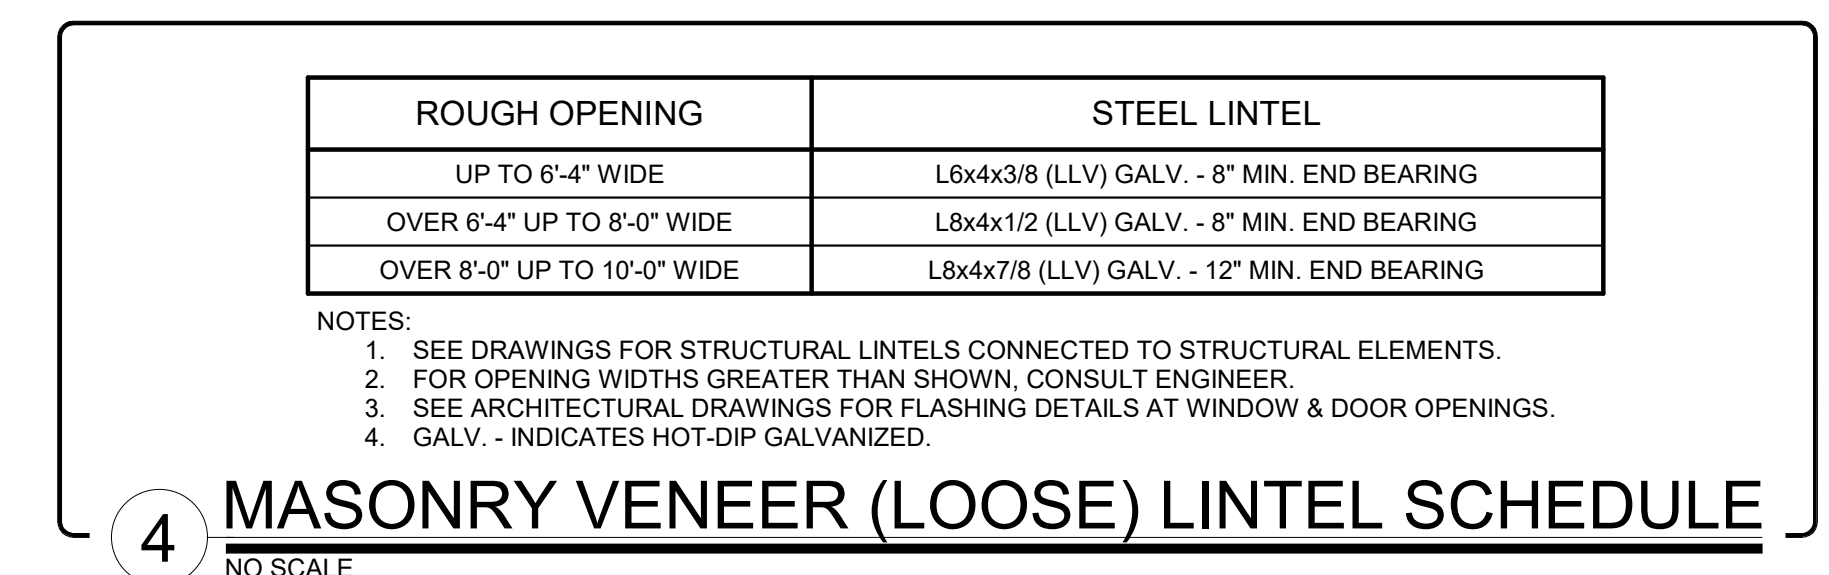 ROUGH OPENING STEEL LINTEL
UP TO 6'-4" WIDE L6x4x3/8 (LLV) GALV. - 8" MIN. END BEARING
OVER 6'-4" UP TO 8'-0" WIDE L8x4x1/2 (LLV) GALV. - 8" MIN. END BEARING
OVER 8'-0" UP TO 10'-0" WIDE L8x4x7/8 (LLV) GALV. - 12" MIN. END BEARING
NOTES:
1. SEE DRAWINGS FOR STRUCTURAL LINTELS CONNECTED TO STRUCTURAL ELEMENTS.
2. FOR OPENING WIDTHS GREATER THAN SHOWN, CONSULT ENGINEER.
3. SEE ARCHITECTURAL DRAWINGS FOR FLASHING DETAILS AT WINDOW & DOOR OPENINGS.
4. GALV. - INDICATES HOT-DIP GALVANIZED.
4 MASONRY VENEER (LOOSE) LINTEL SCHEDULE
NO SCALE